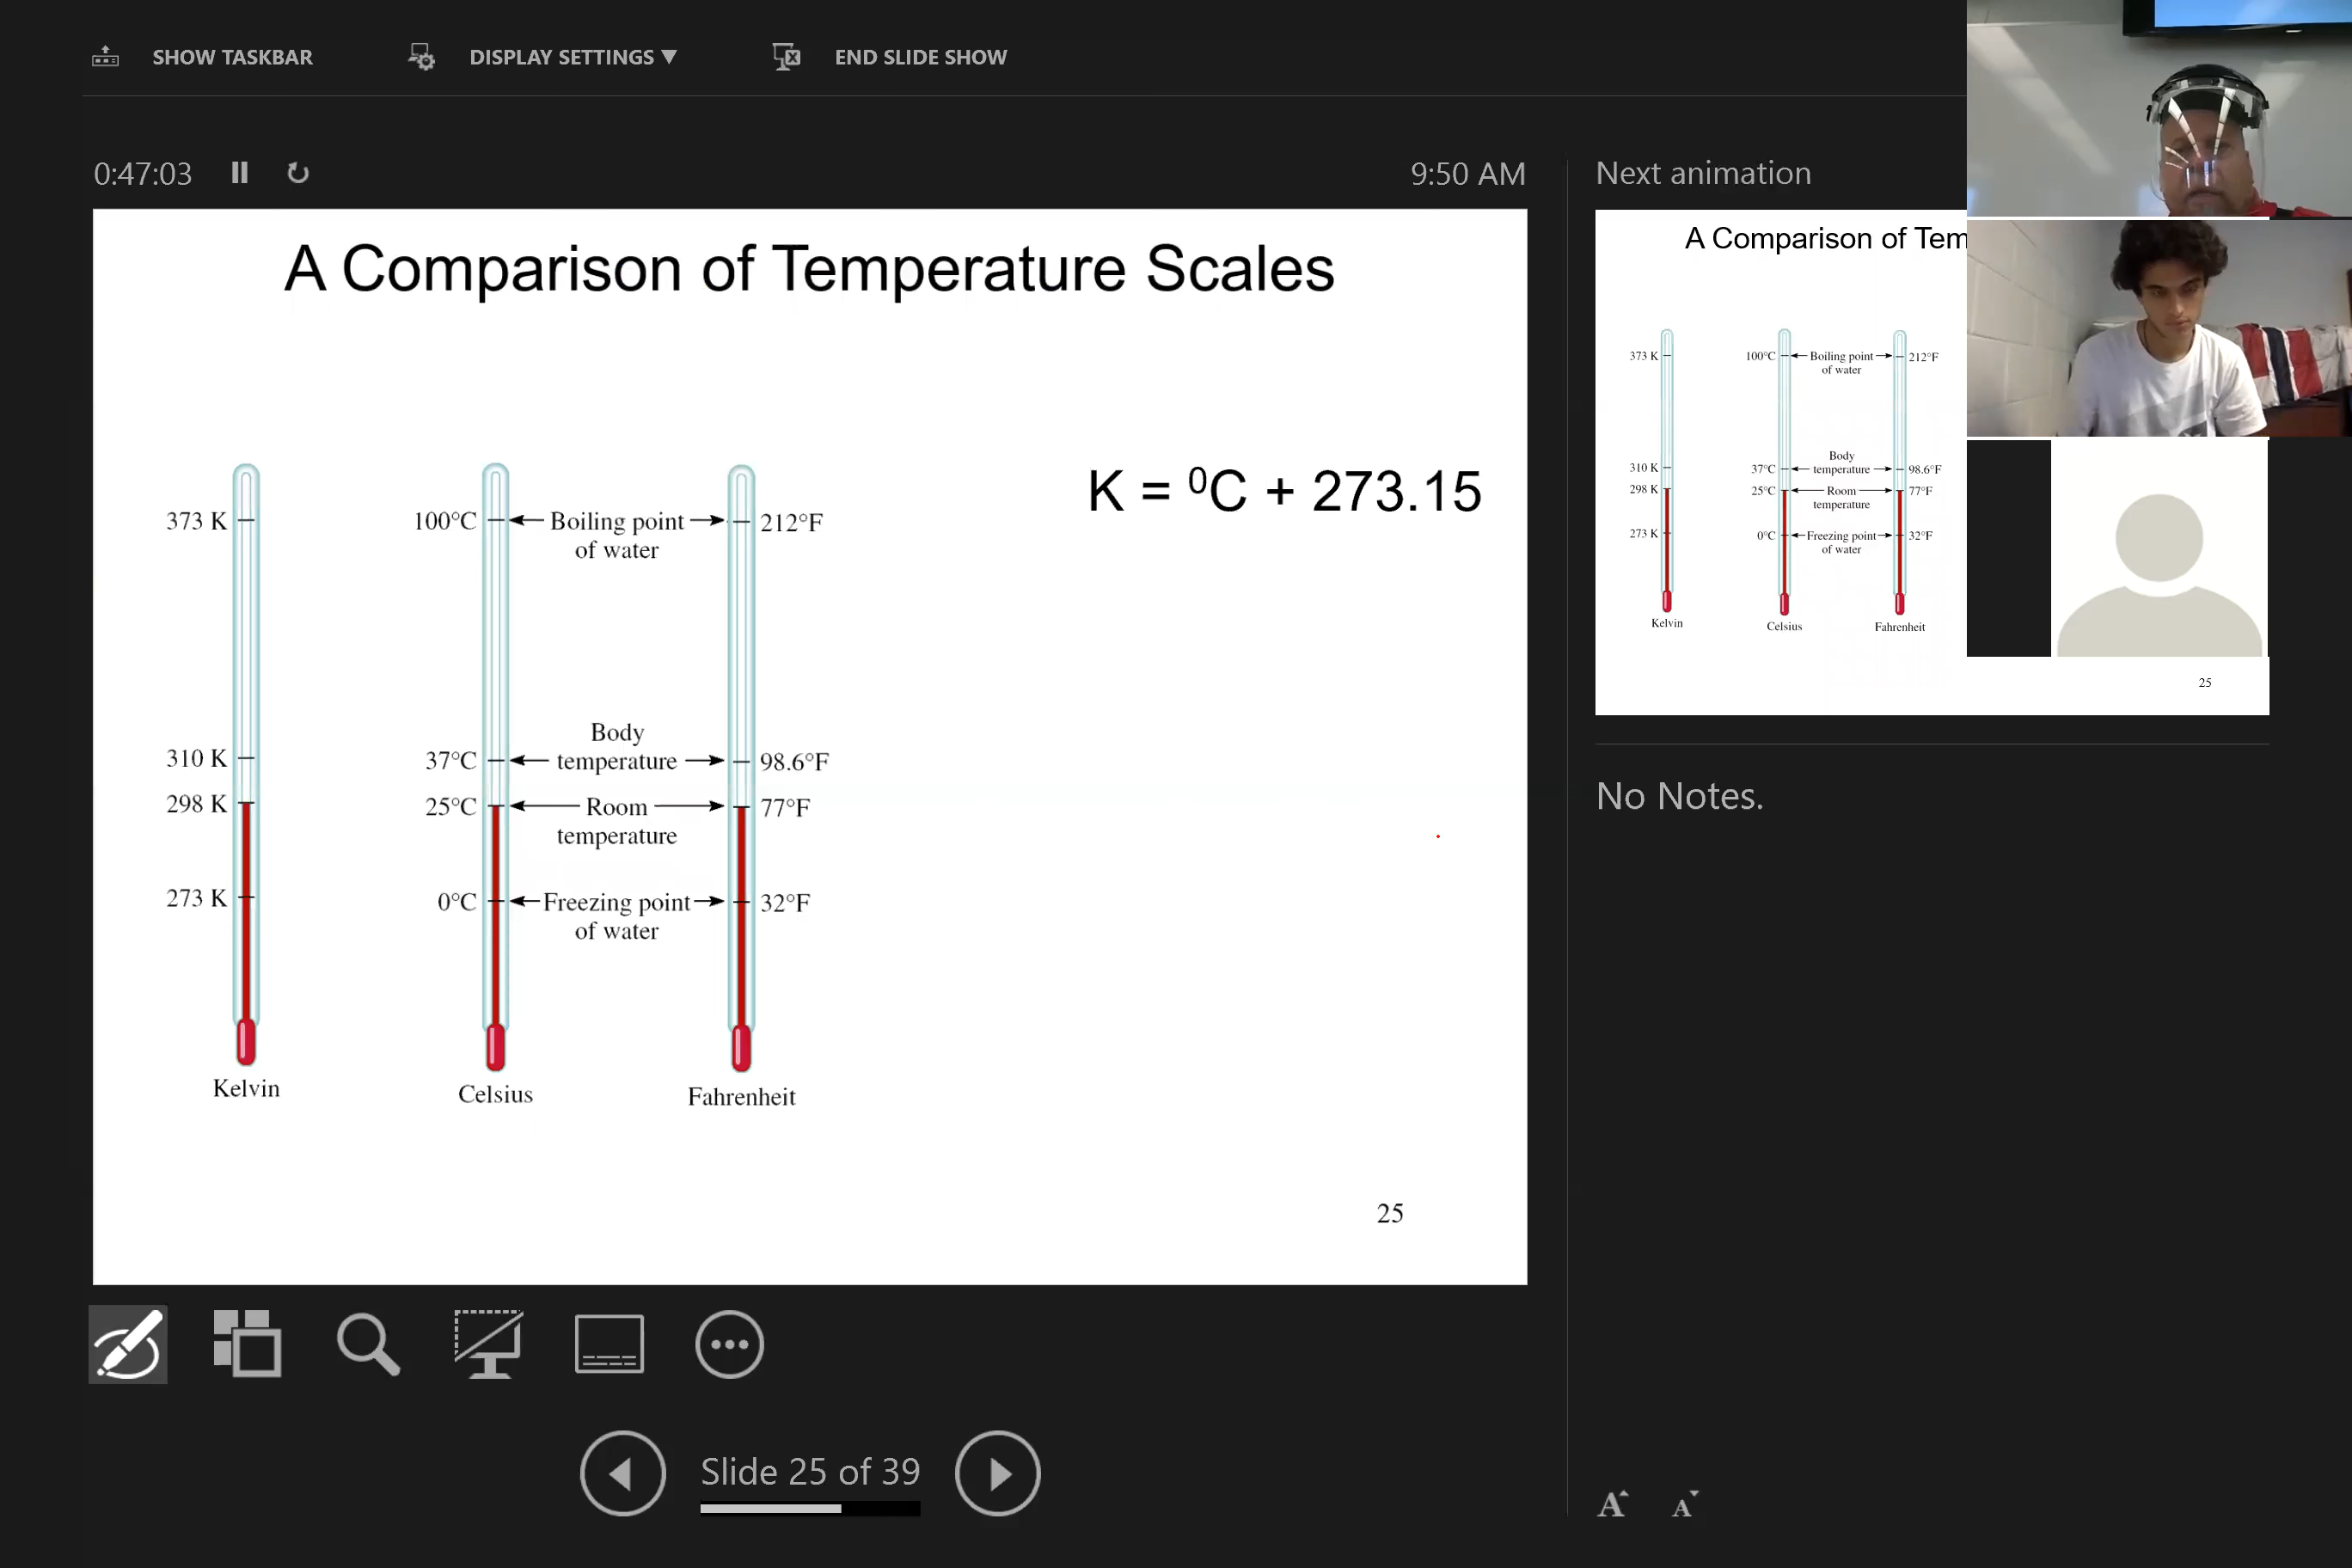 SHOW TASKBAR DISPLAY SETTINGS ▼ END SLIDE SHOW
0:47:03 9:50 AM
A Comparison of Temperature Scales
K = ⁰C + 273.15
373 K 100°C Boiling point of water 212°F
310 K 37°C Body temperature 98.6°F
298 K 25°C Room temperature 77°F
273 K 0°C Freezing point of water 32°F
Kelvin Celsius Fahrenheit
25
Slide 25 of 39
Next animation
A Comparison of Tem
373 K 100°C Boiling point of water 212°F
310 K 37°C Body temperature 98.6°F
298 K 25°C Room temperature 77°F
273 K 0°C Freezing point of water 32°F
Kelvin Celsius Fahrenheit
25
No Notes.
A A